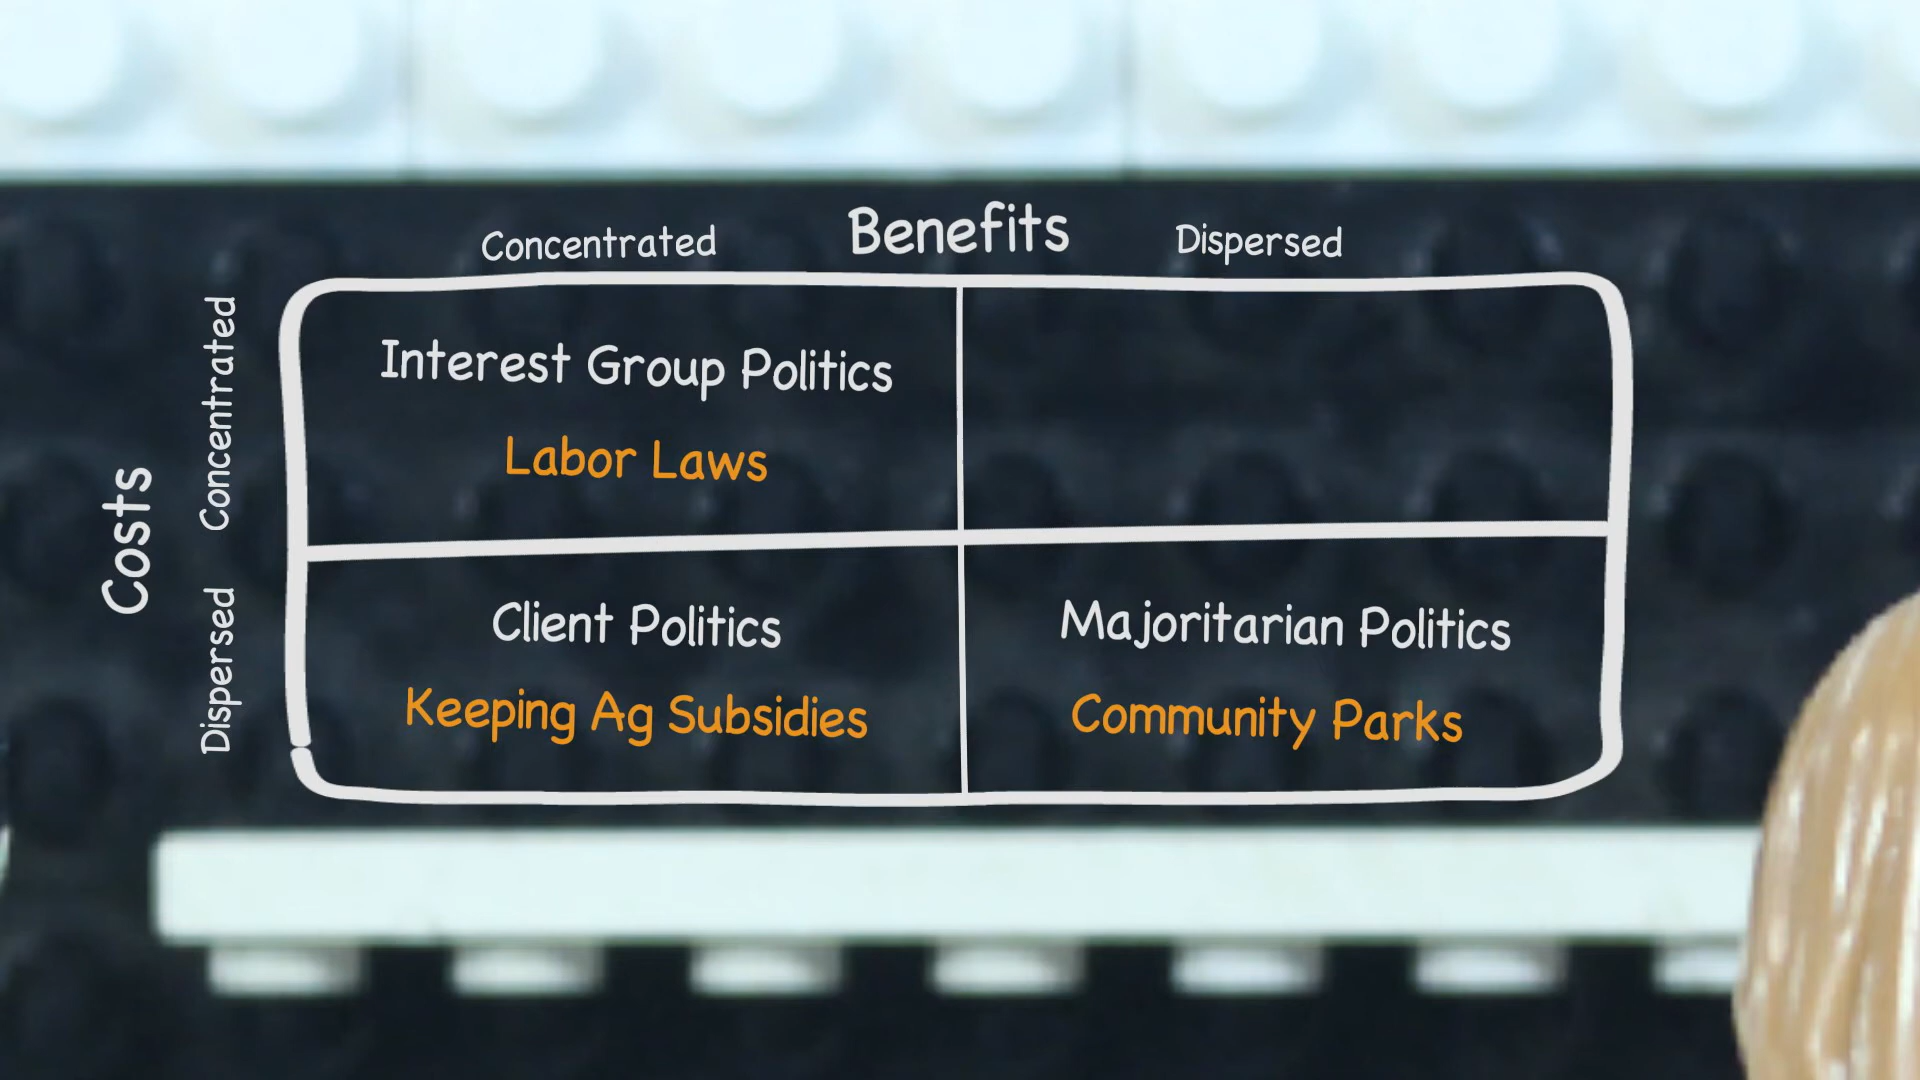 Benefits
Concentrated
Dispersed
Costs
Concentrated
Interest Group Politics
Labor Laws
Dispersed
Client Politics
Keeping Ag Subsidies
Majoritarian Politics
Community Parks